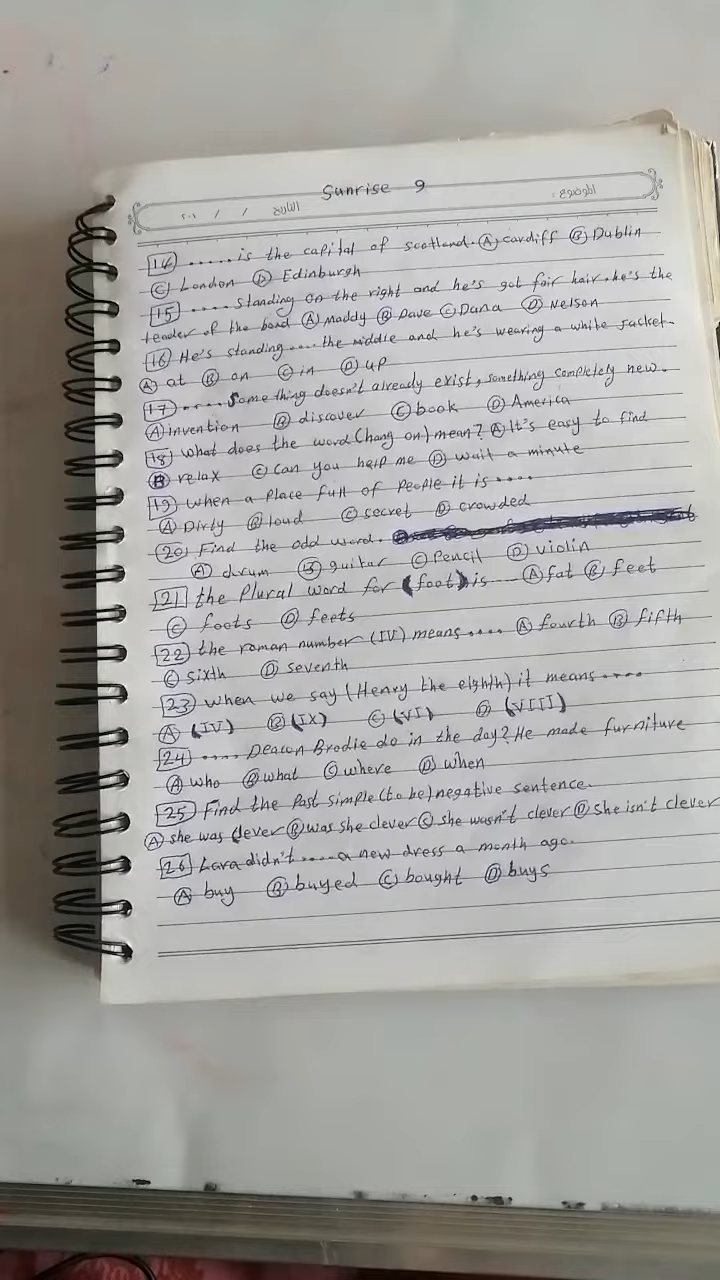 Sunrise 9
الموضوع :
التاريخ / / ٢٠١
14 ...... is the capital of scotland. (A) Cardiff (B) Dublin
(C) London (D) Edinburgh
15 .... standing on the right and he's got fair hair. he's the
leader of the band (A) Maddy (B) Dave (C) Dana (D) Nelson
16 He's standing .... the middle and he's wearing a white jacket.
(A) at (B) on (C) in (D) up
17 ..... Something doesn't already exist, something completely new.
(A) invention (B) discover (C) book (D) America
18 what does the word (hang on) mean? (A) It's easy to find
(B) relax (C) can you help me (D) wait a minute
19 when a place full of people it is .....
(A) Dirty (B) loud (C) secret (D) crowded
20 Find the odd word.
(A) drum (B) guitar (C) pencil (D) violin
21 the plural word for (foot) is .... (A) fat (B) feet
(C) foots (D) feets
22 the roman number (IV) means .... (A) fourth (B) fifth
(C) sixth (D) seventh
23 when we say (Henry the eighth) it means .....
(A) (IV) (B) (IX) (C) (VI) (D) (VIII)
24 ..... Deacon Brodie do in the day? He made furniture
(A) who (B) what (C) where (D) when
25 Find the Past simple (to be) negative sentence.
(A) she was clever (B) was she clever (C) she wasn't clever (D) she isn't clever
26 Lara didn't ..... a new dress a month ago.
(A) buy (B) buyed (C) bought (D) buys